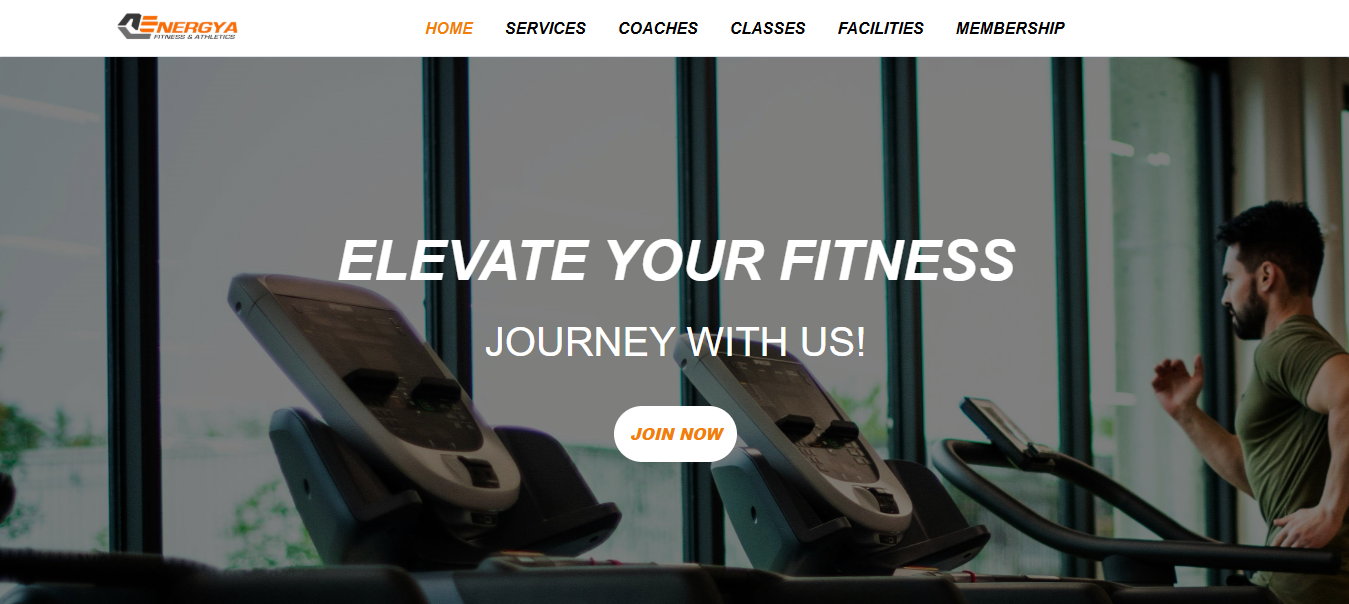 ENERGYA
FITNESS & ATHLETICS
HOME SERVICES COACHES CLASSES FACILITIES MEMBERSHIP
ELEVATE YOUR FITNESS
JOURNEY WITH US!
JOIN NOW